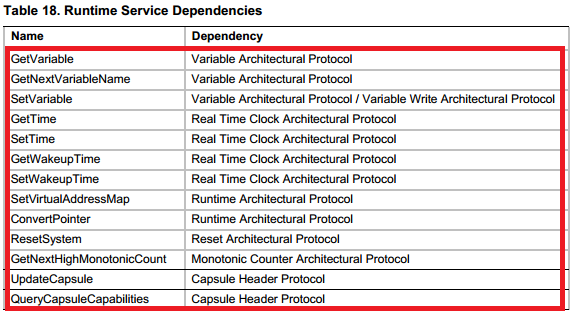 Table 18. Runtime Service Dependencies
Name Dependency
GetVariable Variable Architectural Protocol
GetNextVariableName Variable Architectural Protocol
SetVariable Variable Architectural Protocol / Variable Write Architectural Protocol
GetTime Real Time Clock Architectural Protocol
SetTime Real Time Clock Architectural Protocol
GetWakeupTime Real Time Clock Architectural Protocol
SetWakeupTime Real Time Clock Architectural Protocol
SetVirtualAddressMap Runtime Architectural Protocol
ConvertPointer Runtime Architectural Protocol
ResetSystem Reset Architectural Protocol
GetNextHighMonotonicCount Monotonic Counter Architectural Protocol
UpdateCapsule Capsule Header Protocol
QueryCapsuleCapabilities Capsule Header Protocol